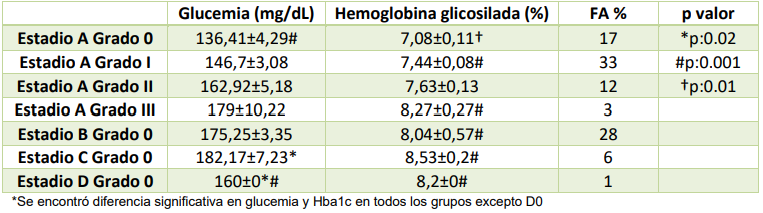 Glucemia (mg/dL) Hemoglobina glicosilada (%) FA % p valor
Estadio A Grado 0 136,41±4,29# 7,08±0,11† 17 *p:0.02
Estadio A Grado I 146,7±3,08 7,44±0,08# 33 #p:0.001
Estadio A Grado II 162,92±5,18 7,63±0,13 12 †p:0.01
Estadio A Grado III 179±10,22 8,27±0,27# 3
Estadio B Grado 0 175,25±3,35 8,04±0,57# 28
Estadio C Grado 0 182,17±7,23* 8,53±0,2# 6
Estadio D Grado 0 160±0*# 8,2±0# 1
*Se encontró diferencia significativa en glucemia y Hba1c en todos los grupos excepto D0